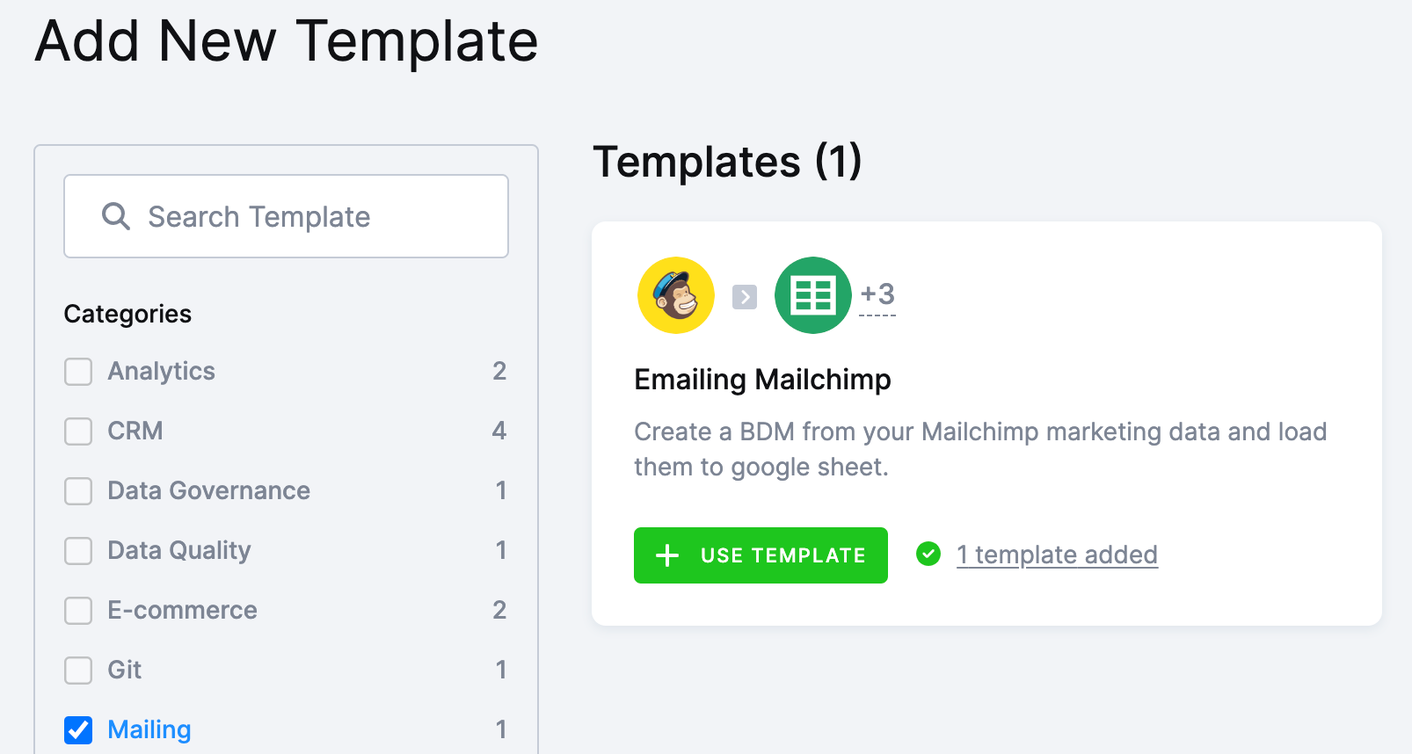 Add New Template
Search Template
Categories
Analytics 2
CRM 4
Data Governance 1
Data Quality 1
E-commerce 2
Git 1
Mailing 1
Templates (1)
+3
Emailing Mailchimp
Create a BDM from your Mailchimp marketing data and load
them to google sheet.
USE TEMPLATE
1 template added